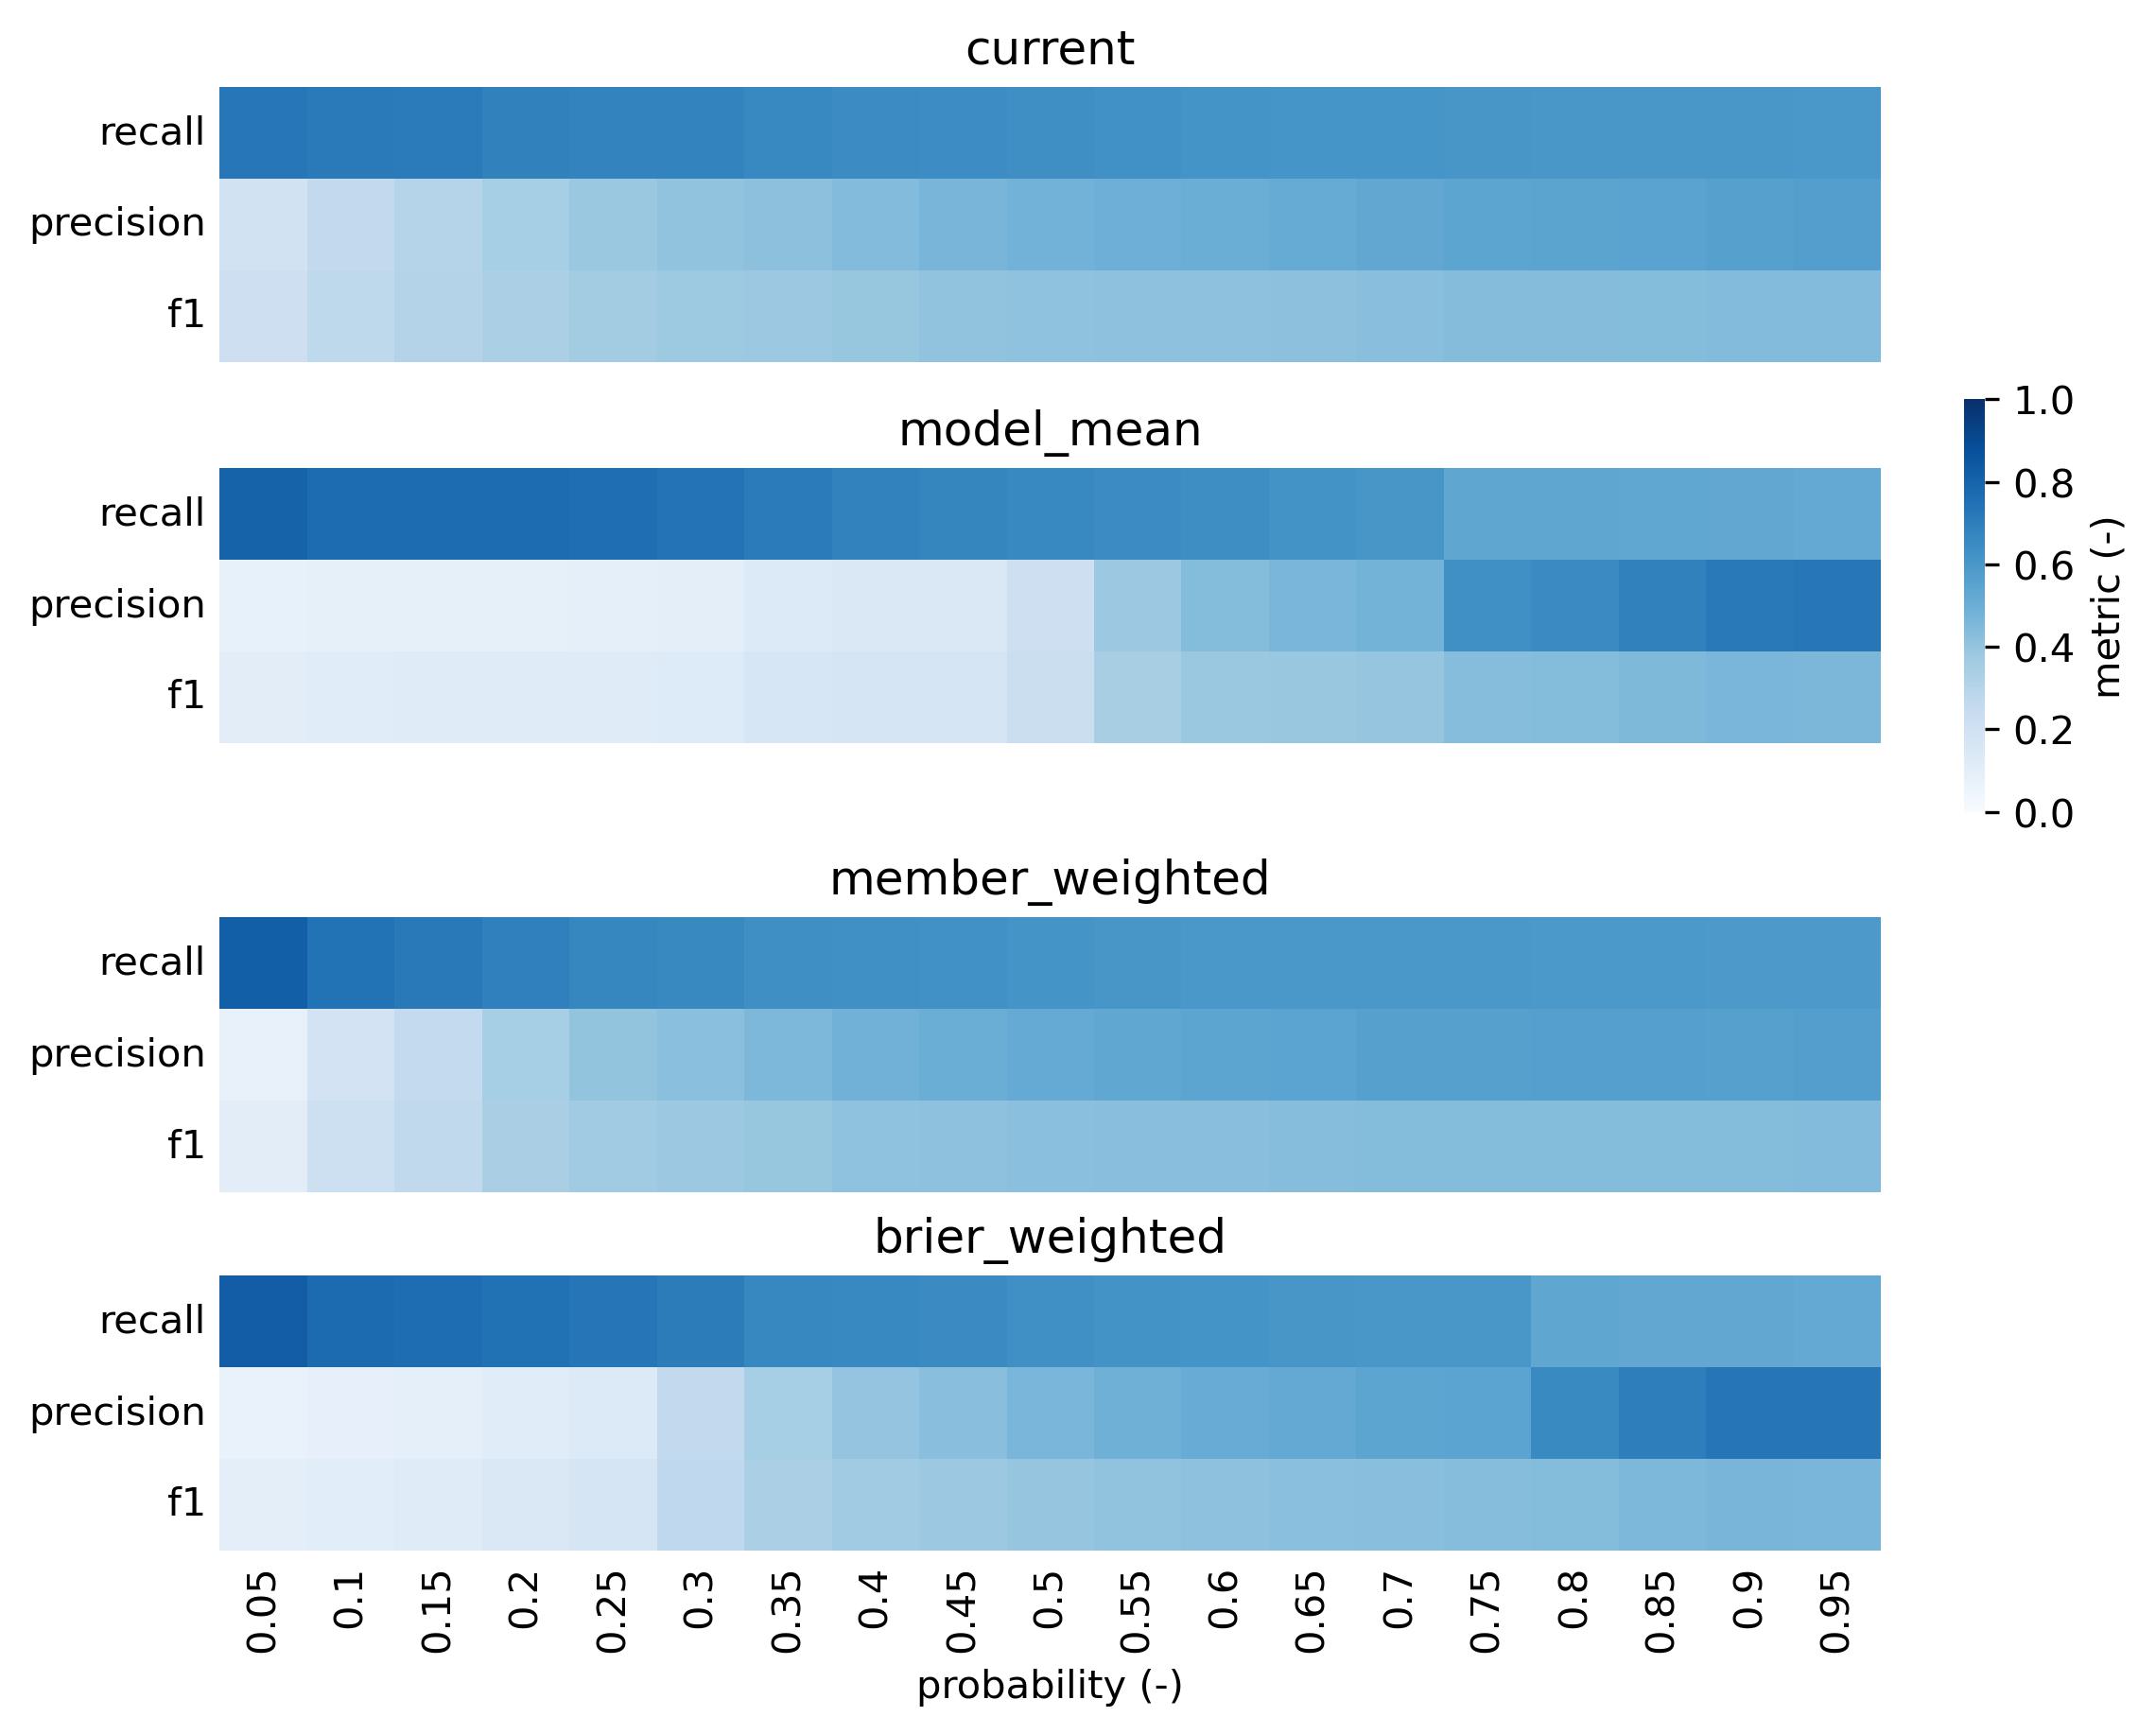 current
recall
precision
f1
model_mean
recall
precision
f1
1.0
0.8
0.6
0.4
0.2
0.0
metric (-)
member_weighted
recall
precision
f1
brier_weighted
recall
precision
f1
0.05 0.1 0.15 0.2 0.25 0.3 0.35 0.4 0.45 0.5 0.55 0.6 0.65 0.7 0.75 0.8 0.85 0.9 0.95
probability (-)